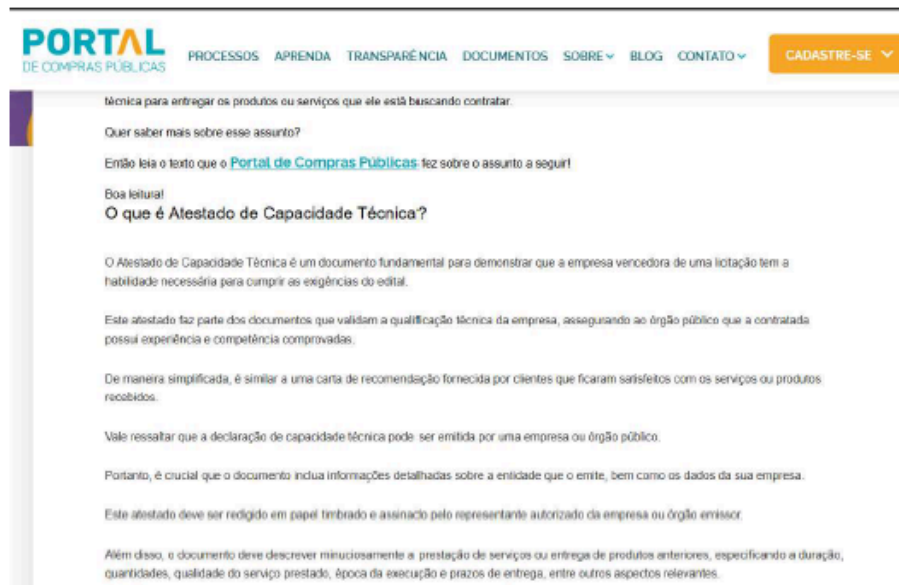 PORTAL
DE COMPRAS PÚBLICAS
PROCESSOS APRENDA TRANSPARÊNCIA DOCUMENTOS SOBRE BLOG CONTATO
CADASTRE-SE
técnica para entregar os produtos ou serviços que ele está buscando contratar.
Quer saber mais sobre esse assunto?
Então leia o texto que o Portal de Compras Públicas fez sobre o assunto a seguir!
Boa leitura!
O que é Atestado de Capacidade Técnica?
O Atestado de Capacidade Técnica é um documento fundamental para demonstrar que a empresa vencedora de uma licitação tem a
habilidade necessária para cumprir as exigências do edital.
Este atestado faz parte dos documentos que validam a qualificação técnica da empresa, assegurando ao órgão público que a contratada
possui experiência e competência comprovadas.
De maneira simplificada, é similar a uma carta de recomendação fornecida por clientes que ficaram satisfeitos com os serviços ou produtos
recebidos.
Vale ressaltar que a declaração de capacidade técnica pode ser emitida por uma empresa ou órgão público.
Portanto, é crucial que o documento inclua informações detalhadas sobre a entidade que o emite, bem como os dados da sua empresa.
Este atestado deve ser redigido em papel timbrado e assinado pelo representante autorizado da empresa ou órgão emissor.
Além disso, o documento deve descrever minuciosamente a prestação de serviços ou entrega de produtos anteriores, especificando a duração,
quantidades, qualidade do serviço prestado, época da execução e prazos de entrega, entre outros aspectos relevantes.